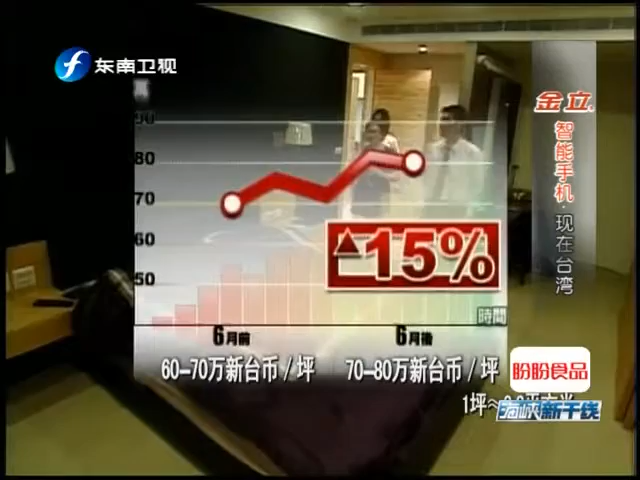 东南卫视
金立
智能手机·现在台湾
90
80
70
60
50
15%
時間
6月前
6月後
60-70万新台币/坪
70-80万新台币/坪
盼盼食品
1坪≈
海峡新干线